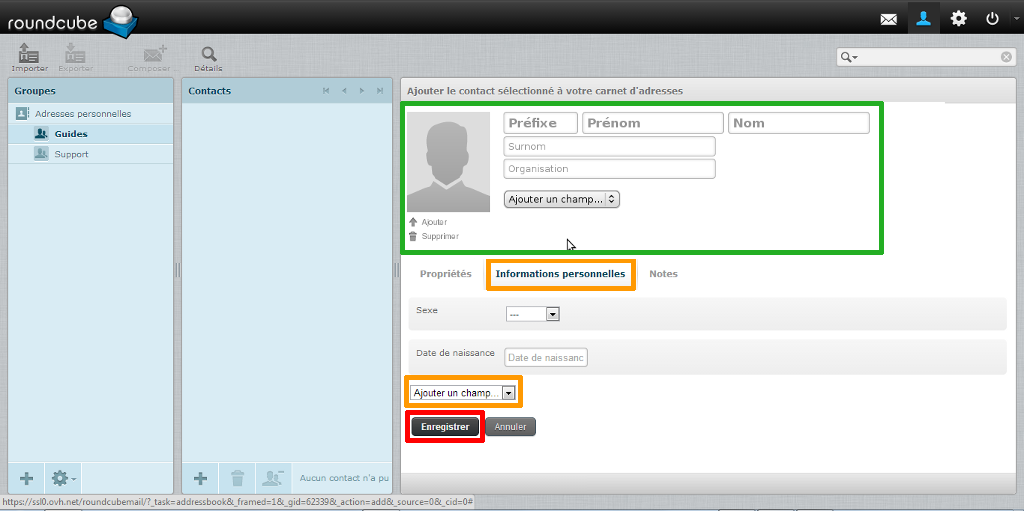 roundcube
Importer
Exporter
Composer
Détails
Groupes
Adresses personnelles
Guides
Support
Contacts
Aucun contact n'a pu
Ajouter le contact sélectionné à votre carnet d'adresses
Préfixe Prénom Nom
Surnom
Organisation
Ajouter un champ...
Ajouter
Supprimer
Propriétés Informations personnelles Notes
Sexe ---
Date de naissance Date de naissanc
Ajouter un champ...
Enregistrer Annuler
https://ssl0.ovh.net/roundcubemail/?_task=addressbook&_framed=1&_gid=62339&_action=add&_source=0&_cid=0#